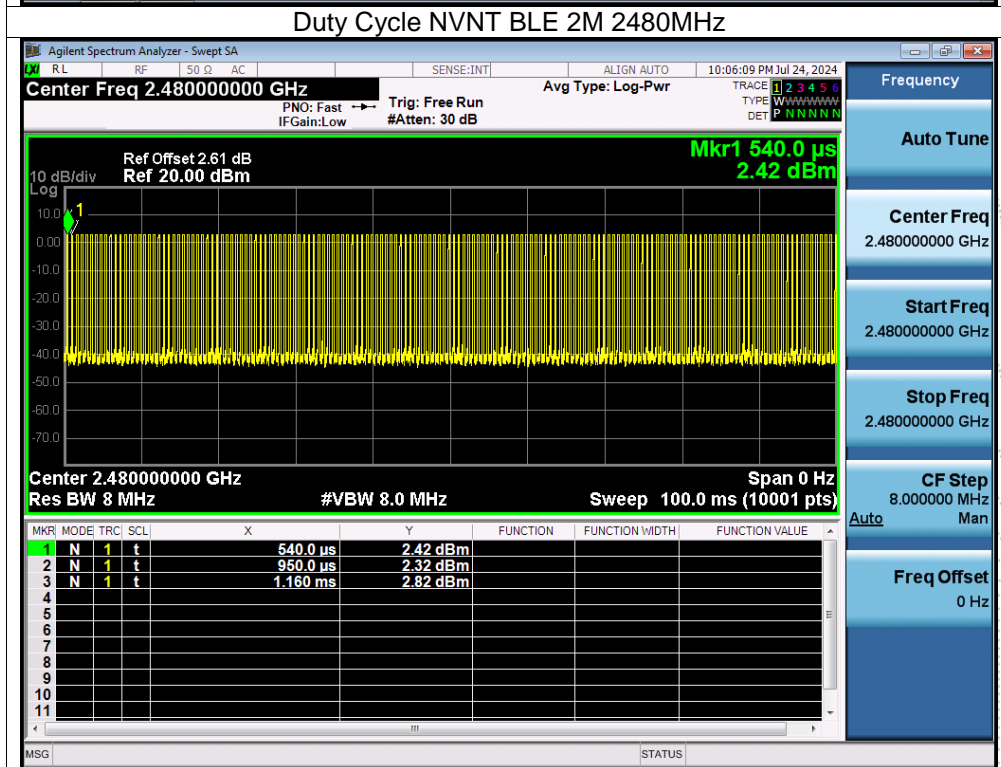 Duty Cycle NVNT BLE 2M 2480MHz
Agilent Spectrum Analyzer - Swept SA
LXI RL RF 50 Ω AC SENSE:INT ALIGN AUTO 10:06:09 PM Jul 24, 2024
Center Freq 2.480000000 GHz
PNO: Fast
IFGain:Low
Trig: Free Run
#Atten: 30 dB
Avg Type: Log-Pwr
TRACE 1 2 3 4 5 6
TYPE WWWWWW
DET P N N N N N
Frequency
Mkr1 540.0 µs
2.42 dBm
Ref Offset 2.61 dB
10 dB/div Ref 20.00 dBm
Log
10.0
0.00
-10.0
-20.0
-30.0
-40.0
-50.0
-60.0
-70.0
1
Center 2.480000000 GHz Span 0 Hz
Res BW 8 MHz #VBW 8.0 MHz Sweep 100.0 ms (10001 pts)
MKR MODE TRC SCL X Y FUNCTION FUNCTION WIDTH FUNCTION VALUE
1 N 1 t 540.0 µs 2.42 dBm
2 N 1 t 950.0 µs 2.32 dBm
3 N 1 t 1.160 ms 2.82 dBm
4
5
6
7
8
9
10
11
MSG STATUS
Auto Tune
Center Freq
2.480000000 GHz
Start Freq
2.480000000 GHz
Stop Freq
2.480000000 GHz
CF Step
8.000000 MHz
Auto Man
Freq Offset
0 Hz